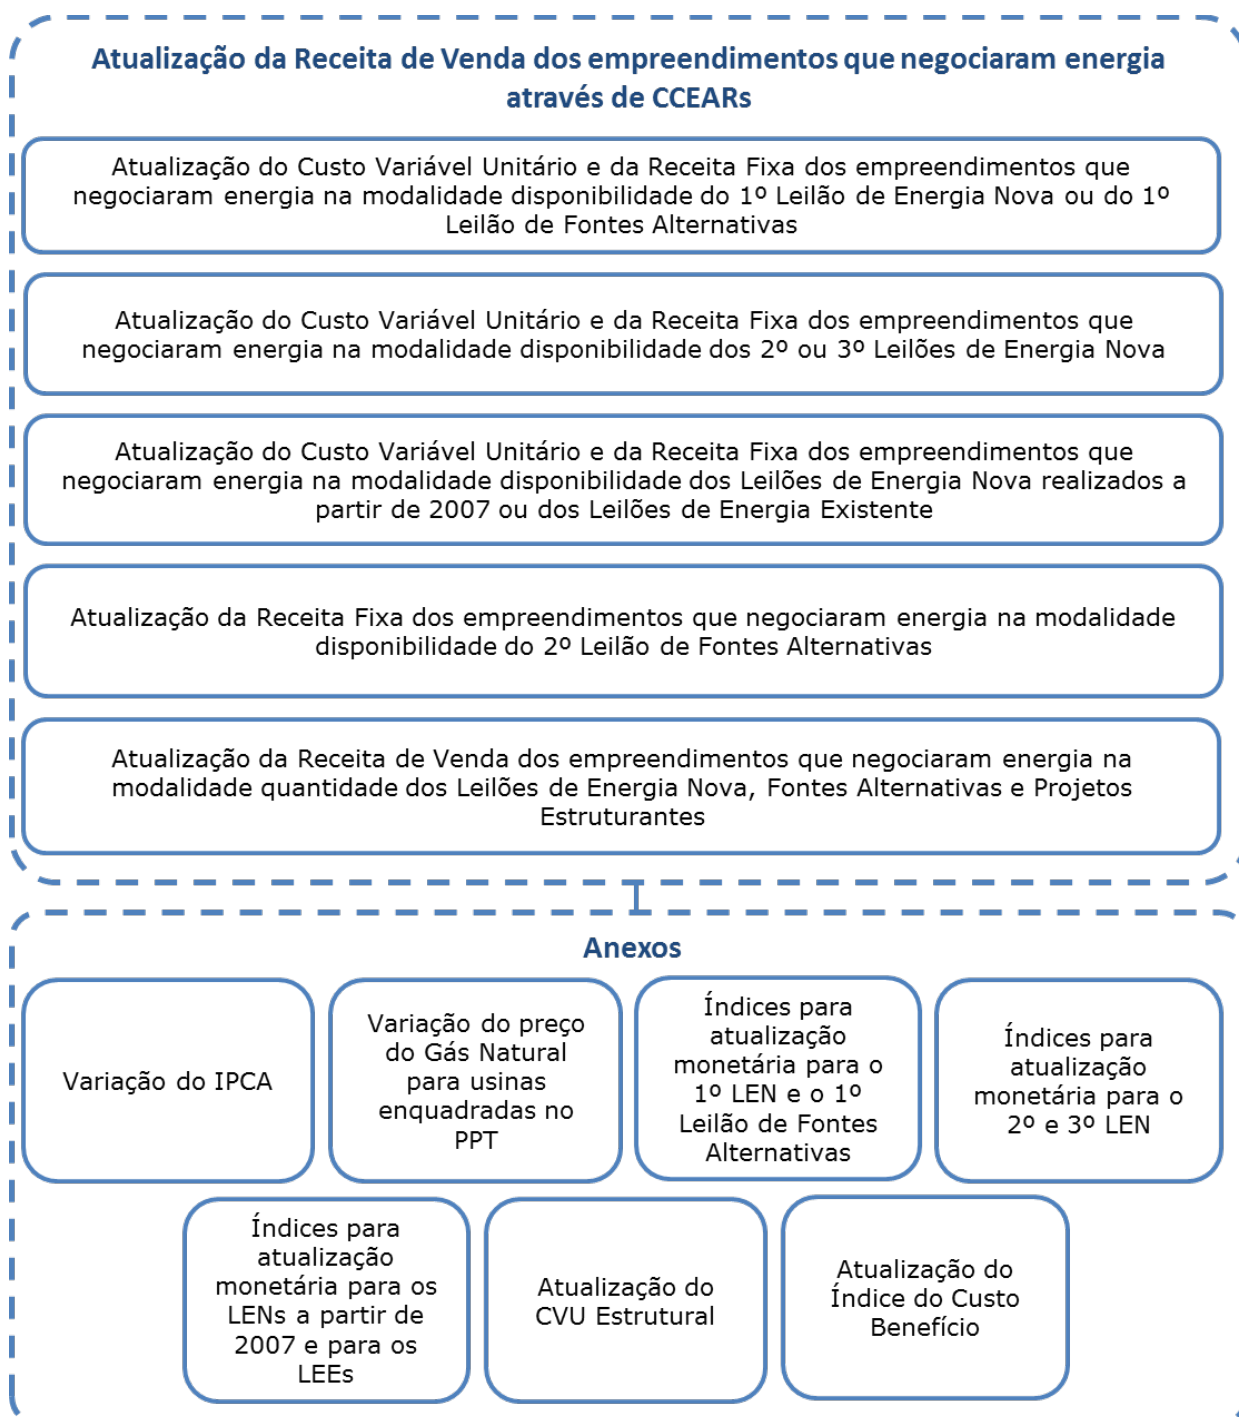 Atualização da Receita de Venda dos empreendimentos que negociaram energia
através de CCEARs
Atualização do Custo Variável Unitário e da Receita Fixa dos empreendimentos que
negociaram energia na modalidade disponibilidade do 1º Leilão de Energia Nova ou do 1º
Leilão de Fontes Alternativas
Atualização do Custo Variável Unitário e da Receita Fixa dos empreendimentos que
negociaram energia na modalidade disponibilidade dos 2º ou 3º Leilões de Energia Nova
Atualização do Custo Variável Unitário e da Receita Fixa dos empreendimentos que
negociaram energia na modalidade disponibilidade dos Leilões de Energia Nova realizados a
partir de 2007 ou dos Leilões de Energia Existente
Atualização da Receita Fixa dos empreendimentos que negociaram energia na modalidade
disponibilidade do 2º Leilão de Fontes Alternativas
Atualização da Receita de Venda dos empreendimentos que negociaram energia na
modalidade quantidade dos Leilões de Energia Nova, Fontes Alternativas e Projetos
Estruturantes
Anexos
Variação do IPCA
Variação do preço
do Gás Natural
para usinas
enquadradas no
PPT
Índices para
atualização
monetária para o
1º LEN e o 1º
Leilão de Fontes
Alternativas
Índices para
atualização
monetária para o
2º e 3º LEN
Índices para
atualização
monetária para os
LENs a partir de
2007 e para os
LEEs
Atualização do
CVU Estrutural
Atualização do
Índice do Custo
Benefício